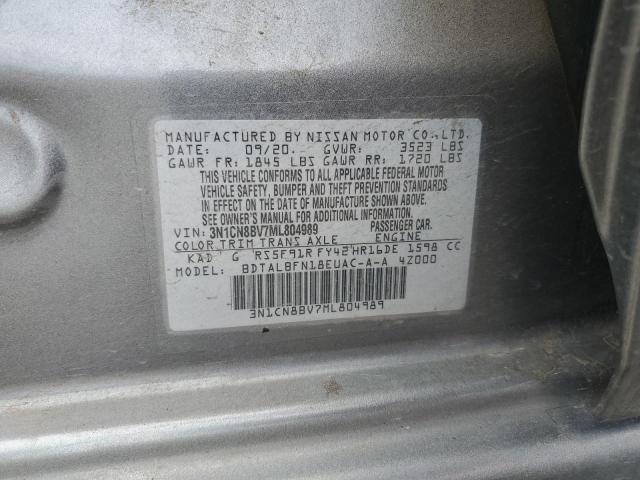 MANUFACTURED BY NISSAN MOTOR CO.,LTD.
DATE: 09/20. GVWR: 3523 LBS
GAWR FR: 1845 LBS GAWR RR: 1720 LBS
THIS VEHICLE CONFORMS TO ALL APPLICABLE FEDERAL MOTOR
VEHICLE SAFETY, BUMPER AND THEFT PREVENTION STANDARDS
IN EFFECT ON THE DATE OF MANUFACTURE SHOWN ABOVE.
SEE OWNER'S MANUAL FOR ADDITIONAL INFORMATION.
VIN: 3N1CN8BV7ML804989 PASSENGER CAR.
COLOR TRIM TRANS AXLE ENGINE
KAD G RS5F91R FY42 HR16DE 1598 CC
MODEL: BDTALBFN18EUAC-A-A 4Z000
3N1CN8BV7ML804989